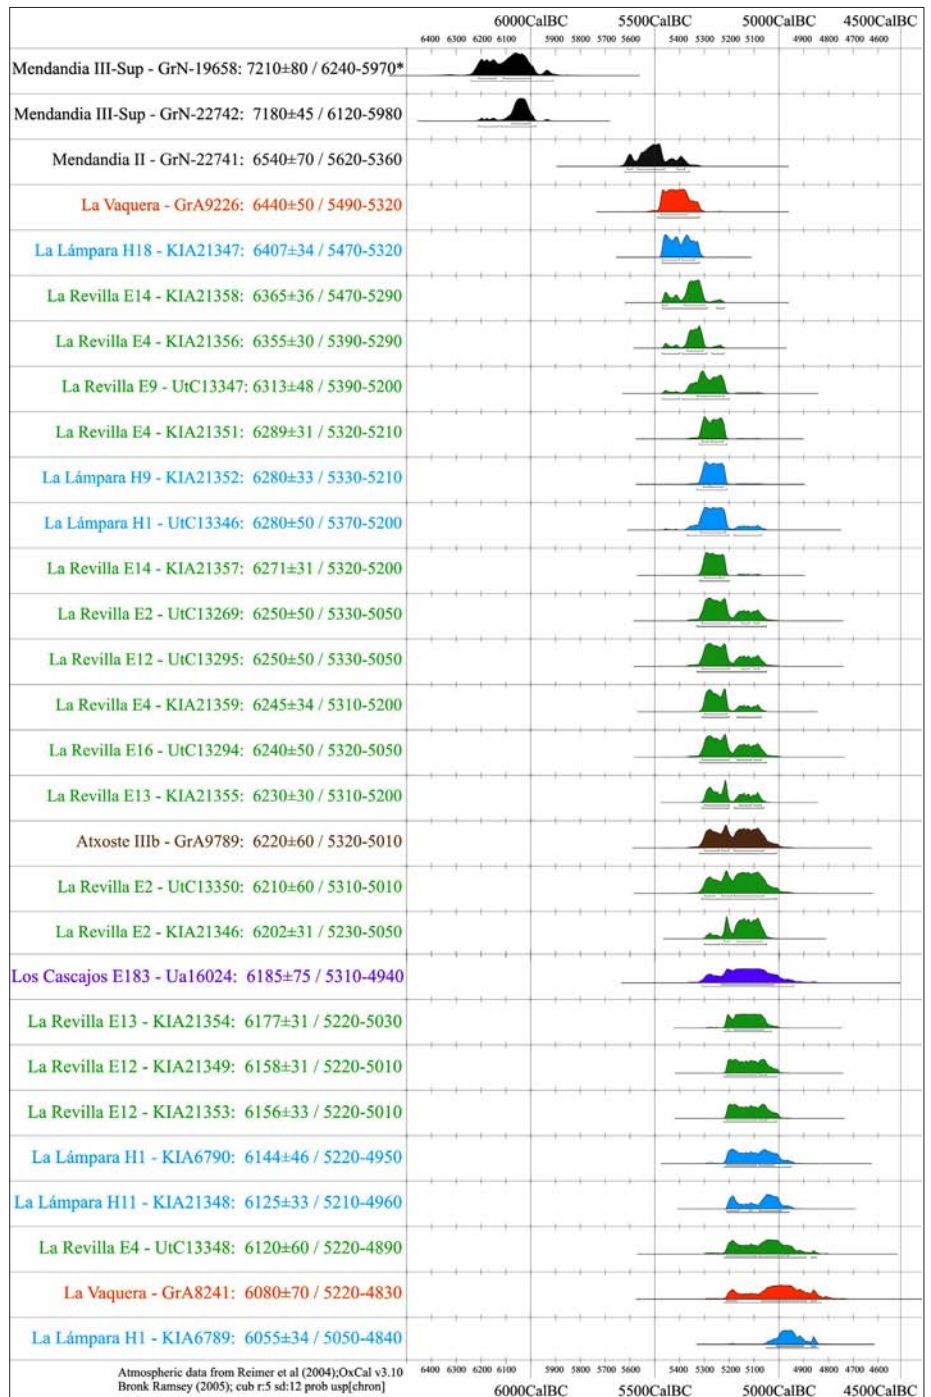 6000CalBC 5500CalBC 5000CalBC 4500CalBC
6400 6300 6200 6100 5900 5800 5700 5600 5400 5300 5200 5100 4900 4800 4700 4600
Mendandia III-Sup - GrN-19658: 7210±80 / 6240-5970*
Mendandia III-Sup - GrN-22742: 7180±45 / 6120-5980
Mendandia II - GrN-22741: 6540±70 / 5620-5360
La Vaquera - GrA9226: 6440±50 / 5490-5320
La Lámpara H18 - KIA21347: 6407±34 / 5470-5320
La Revilla E14 - KIA21358: 6365±36 / 5470-5290
La Revilla E4 - KIA21356: 6355±30 / 5390-5290
La Revilla E9 - UtC13347: 6313±48 / 5390-5200
La Revilla E4 - KIA21351: 6289±31 / 5320-5210
La Lámpara H9 - KIA21352: 6280±33 / 5330-5210
La Lámpara H1 - UtC13346: 6280±50 / 5370-5200
La Revilla E14 - KIA21357: 6271±31 / 5320-5200
La Revilla E2 - UtC13269: 6250±50 / 5330-5050
La Revilla E12 - UtC13295: 6250±50 / 5330-5050
La Revilla E4 - KIA21359: 6245±34 / 5310-5200
La Revilla E16 - UtC13294: 6240±50 / 5320-5050
La Revilla E13 - KIA21355: 6230±30 / 5310-5200
Atxoste IIIb - GrA9789: 6220±60 / 5320-5010
La Revilla E2 - UtC13350: 6210±60 / 5310-5010
La Revilla E2 - KIA21346: 6202±31 / 5230-5050
Los Cascajos E183 - Ua16024: 6185±75 / 5310-4940
La Revilla E13 - KIA21354: 6177±31 / 5220-5030
La Revilla E12 - KIA21349: 6158±31 / 5220-5010
La Revilla E12 - KIA21353: 6156±33 / 5220-5010
La Lámpara H1 - KIA6790: 6144±46 / 5220-4950
La Lámpara H11 - KIA21348: 6125±33 / 5210-4960
La Revilla E4 - UtC13348: 6120±60 / 5220-4890
La Vaquera - GrA8241: 6080±70 / 5220-4830
La Lámpara H1 - KIA6789: 6055±34 / 5050-4840
6400 6300 6200 6100 5900 5800 5700 5600 5400 5300 5200 5100 4900 4800 4700 4600
6000CalBC 5500CalBC 5000CalBC 4500CalBC
Atmospheric data from Reimer et al (2004);OxCal v3.10
Bronk Ramsey (2005); cub r:5 sd:12 prob usp[chron]